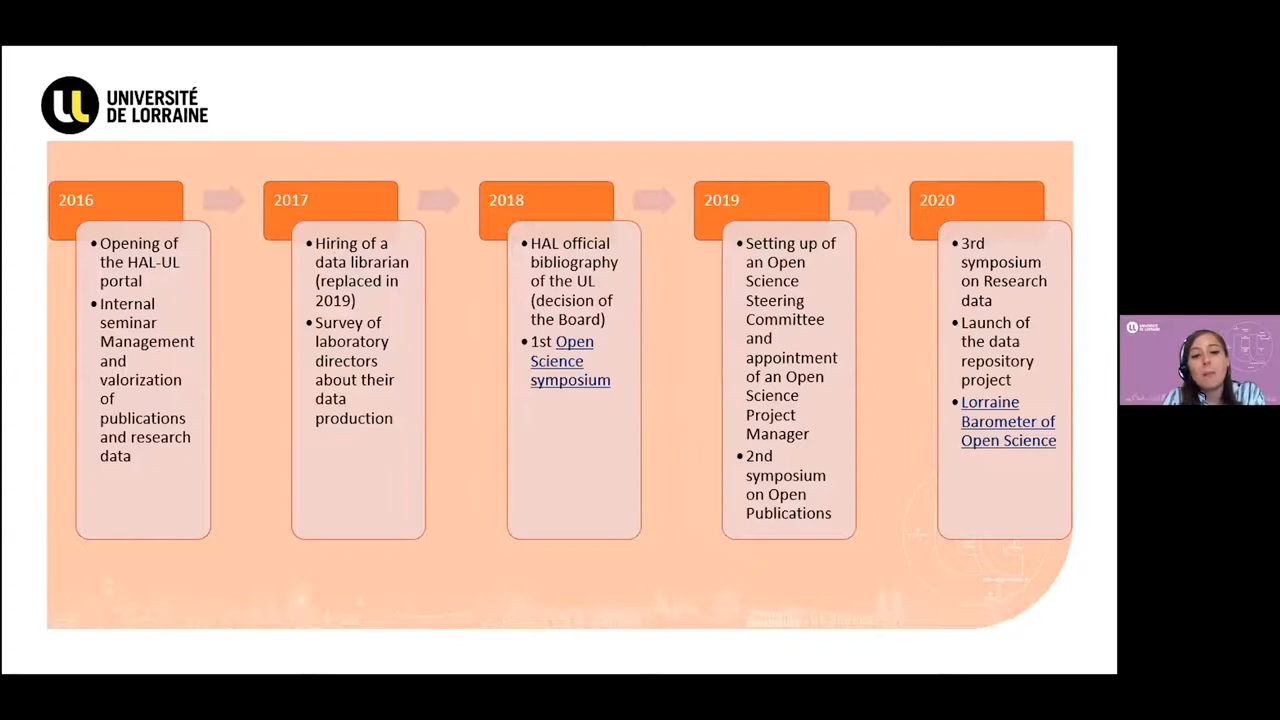 UNIVERSITÉ
DE LORRAINE
2016
• Opening of
the HAL-UL
portal
• Internal
seminar
Management
and
valorization
of
publications
and research
data
2017
• Hiring of a
data librarian
(replaced in
2019)
• Survey of
laboratory
directors
about their
data
production
2018
• HAL official
bibliography
of the UL
(decision of
the Board)
• 1st Open
Science
symposium
2019
• Setting up of
an Open
Science
Steering
Committee
and
appointment
of an Open
Science
Project
Manager
• 2nd
symposium
on Open
Publications
2020
• 3rd
symposium
on Research
data
• Launch of
the data
repository
project
• Lorraine
Barometer of
Open Science